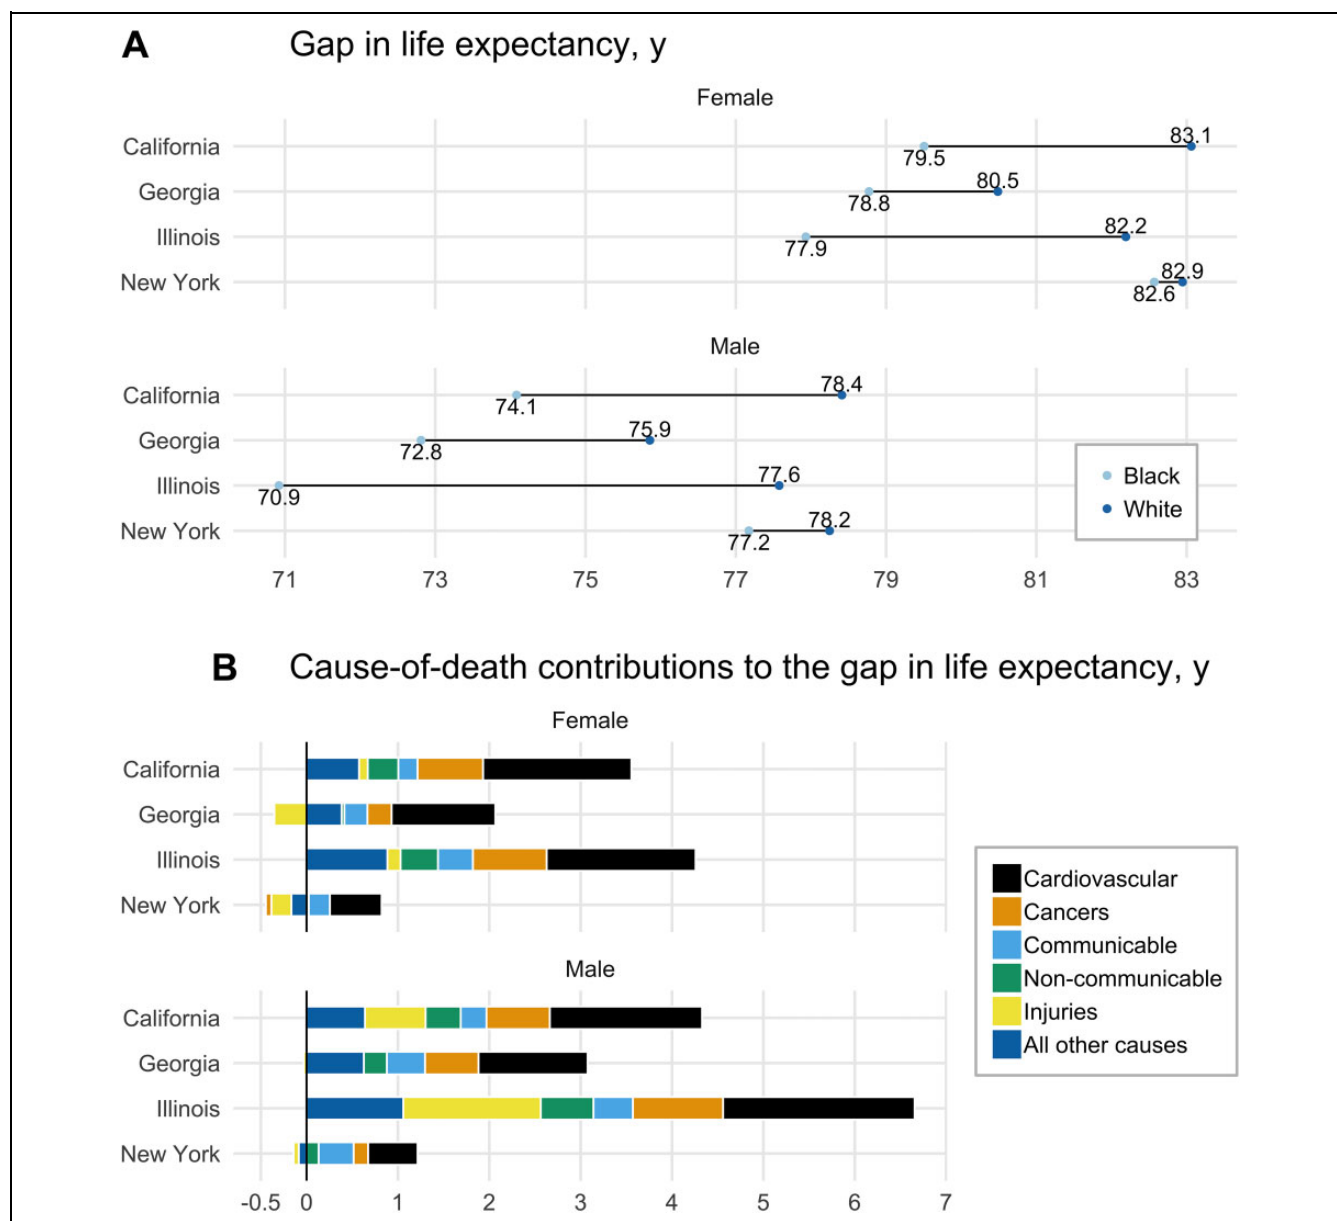 A Gap in life expectancy, y
Female
California 79.5 83.1
Georgia 78.8 80.5
Illinois 77.9 82.2
New York 82.6 82.9
Male
California 74.1 78.4
Georgia 72.8 75.9
Illinois 70.9 77.6
New York 77.2 78.2
Black
White
71 73 75 77 79 81 83
B Cause-of-death contributions to the gap in life expectancy, y
Female
California
Georgia
Illinois
New York
Male
California
Georgia
Illinois
New York
Cardiovascular
Cancers
Communicable
Non-communicable
Injuries
All other causes
-0.5 0 1 2 3 4 5 6 7